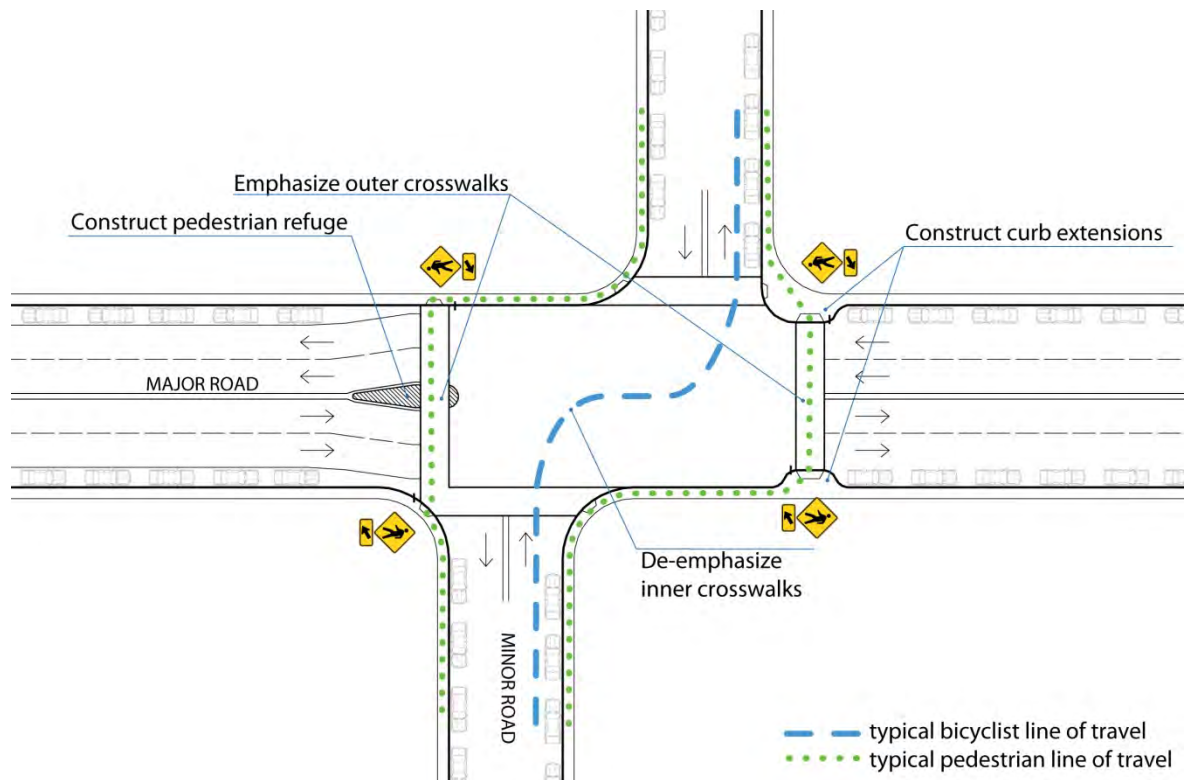 Emphasize outer crosswalks
Construct pedestrian refuge
Construct curb extensions
MAJOR ROAD
De-emphasize
inner crosswalks
MINOR ROAD
typical bicyclist line of travel
typical pedestrian line of travel